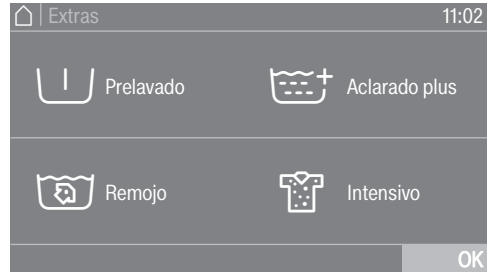 Extras 11:02
Prelavado Aclarado plus
Remojo Intensivo
OK